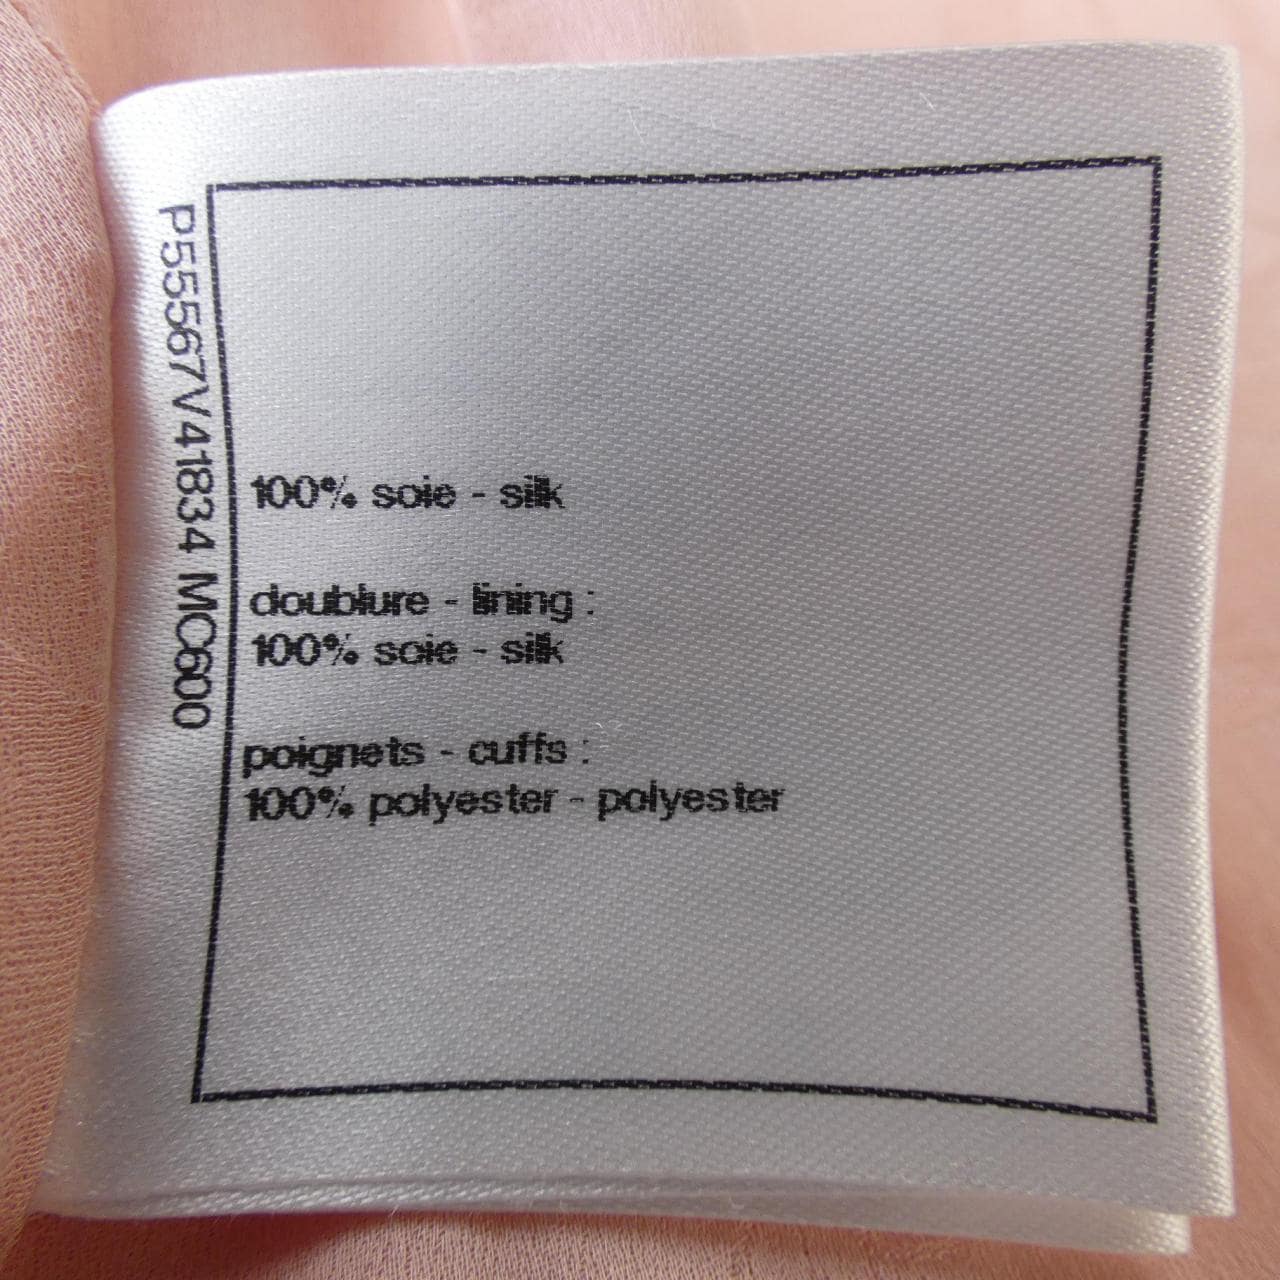 P55567V41834 MC600
100% soie - silk
doublure - lining :
100% soie - silk
poignets - cuffs :
100% polyester - polyester